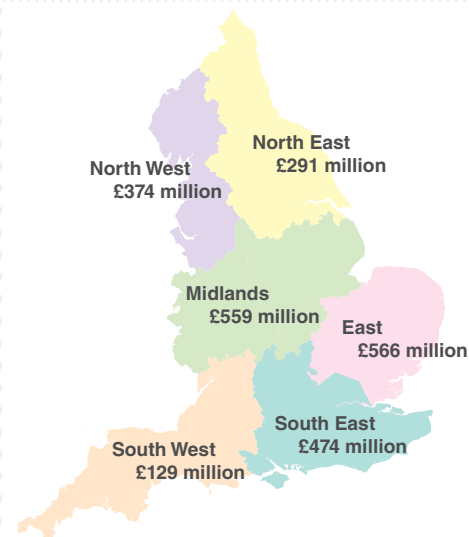 North East
£291 million
North West
£374 million
Midlands
£559 million
East
£566 million
South East
£474 million
South West
£129 million